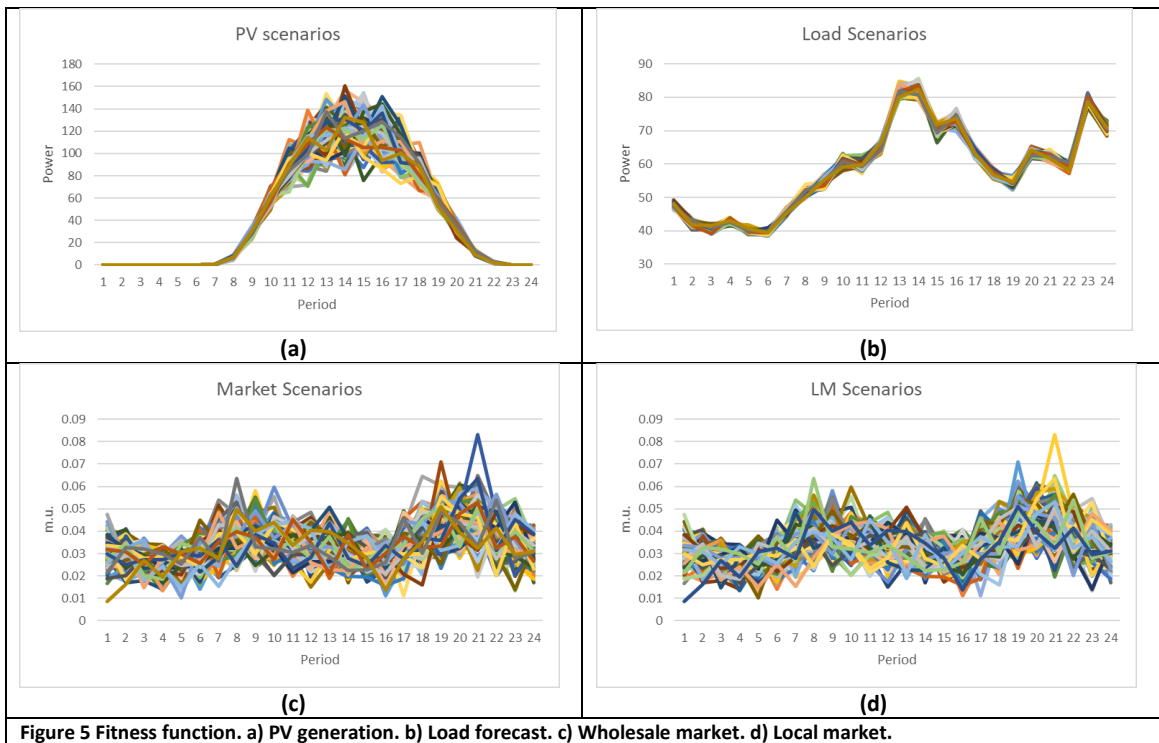 PV scenarios
180
160
140
120
100
80
60
40
20
0
Power
1 2 3 4 5 6 7 8 9 10 11 12 13 14 15 16 17 18 19 20 21 22 23 24
Period
(a)
Load Scenarios
90
80
70
60
50
40
30
Power
1 2 3 4 5 6 7 8 9 10 11 12 13 14 15 16 17 18 19 20 21 22 23 24
Period
(b)
Market Scenarios
0.09
0.08
0.07
0.06
0.05
0.04
0.03
0.02
0.01
0
m.u.
1 2 3 4 5 6 7 8 9 10 11 12 13 14 15 16 17 18 19 20 21 22 23 24
Period
(c)
LM Scenarios
0.09
0.08
0.07
0.06
0.05
0.04
0.03
0.02
0.01
0
m.u.
1 2 3 4 5 6 7 8 9 10 11 12 13 14 15 16 17 18 19 20 21 22 23 24
Period
(d)
Figure 5 Fitness function. a) PV generation. b) Load forecast. c) Wholesale market. d) Local market.